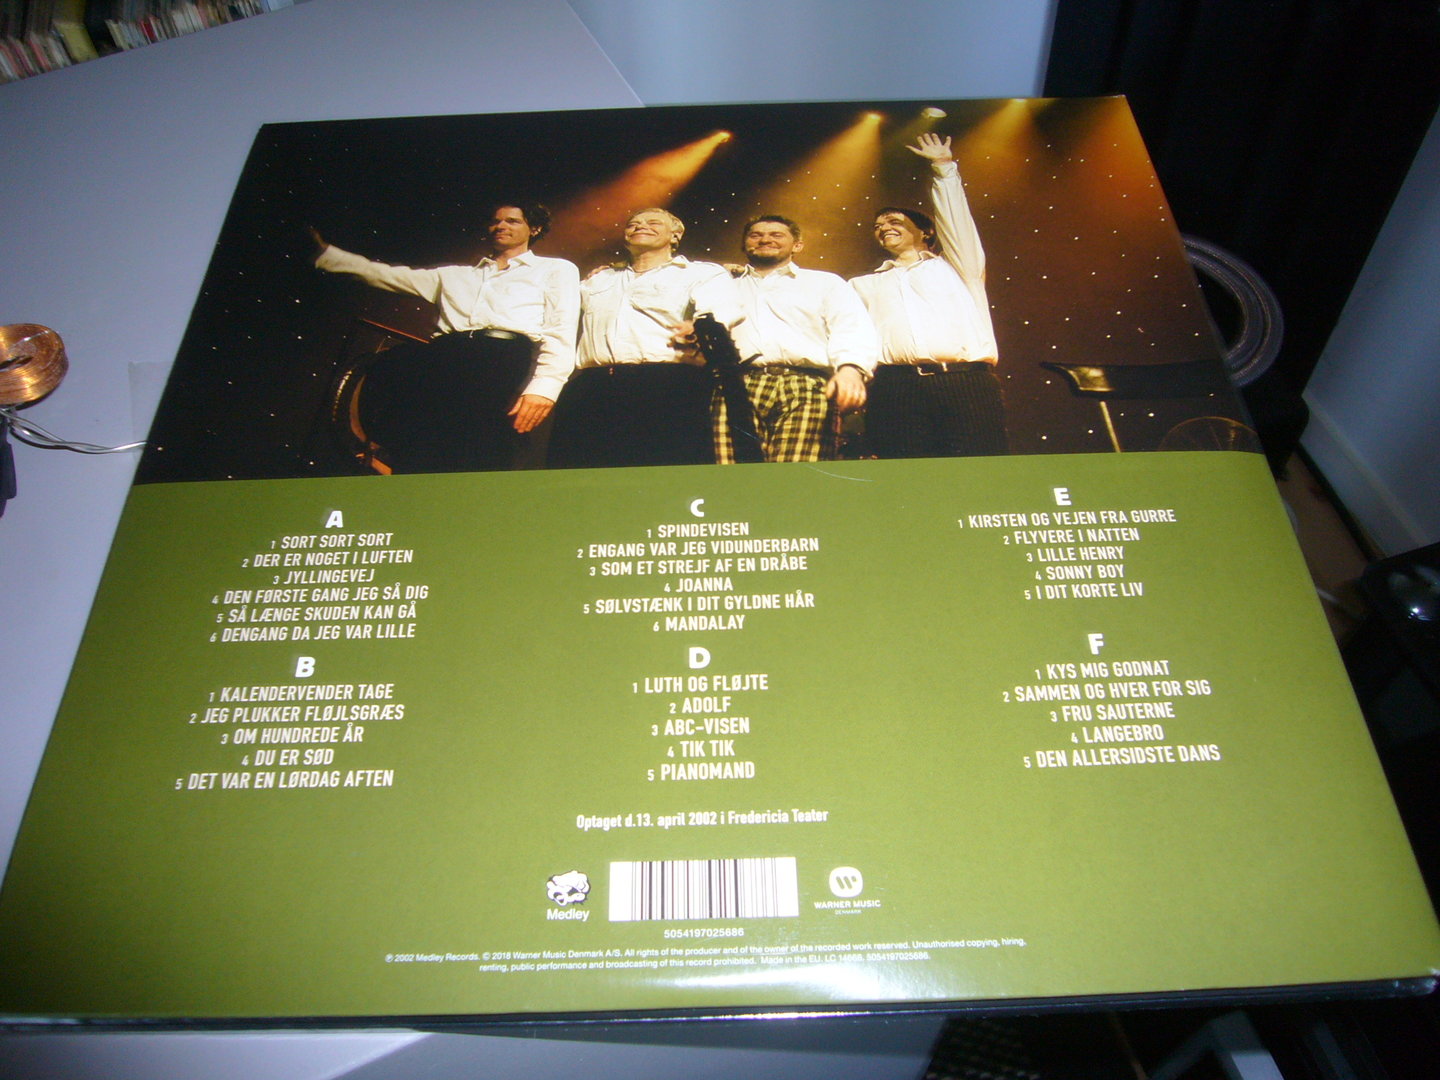 A
1 SORT SORT SORT
2 DER ER NOGET I LUFTEN
3 JYLLINGEVEJ
4 DEN FØRSTE GANG JEG SÅ DIG
5 SÅ LÆNGE SKUDEN KAN GÅ
6 DENGANG DA JEG VAR LILLE
B
1 KALENDERVENDER TAGE
2 JEG PLUKKER FLØJLSGRÆS
3 OM HUNDREDE ÅR
4 DU ER SØD
5 DET VAR EN LØRDAG AFTEN
C
1 SPINDEVISEN
2 ENGANG VAR JEG VIDUNDERBARN
3 SOM ET STREJF AF EN DRÅBE
4 JOANNA
5 SØLVSTÆNK I DIT GYLDNE HÅR
6 MANDALAY
D
1 LUTH OG FLØJTE
2 ADOLF
3 ABC-VISEN
4 TIK TIK
5 PIANOMAND
E
1 KIRSTEN OG VEJEN FRA GURRE
2 FLYVERE I NATTEN
3 LILLE HENRY
4 SONNY BOY
5 I DIT KORTE LIV
F
1 KYS MIG GODNAT
2 SAMMEN OG HVER FOR SIG
3 FRU SAUTERNE
4 LANGEBRO
5 DEN ALLERSIDSTE DANS
Optaget d.13. april 2002 i Fredericia Teater
Medley
5054197025686
WARNER MUSIC
DENMARK
℗ 2002 Medley Records. © 2018 Warner Music Denmark A/S. All rights of the producer and of the owner of the recorded work reserved. Unauthorised copying, hiring,
renting, public performance and broadcasting of this record prohibited. Made in the EU. LC 14666. 5054197025686.